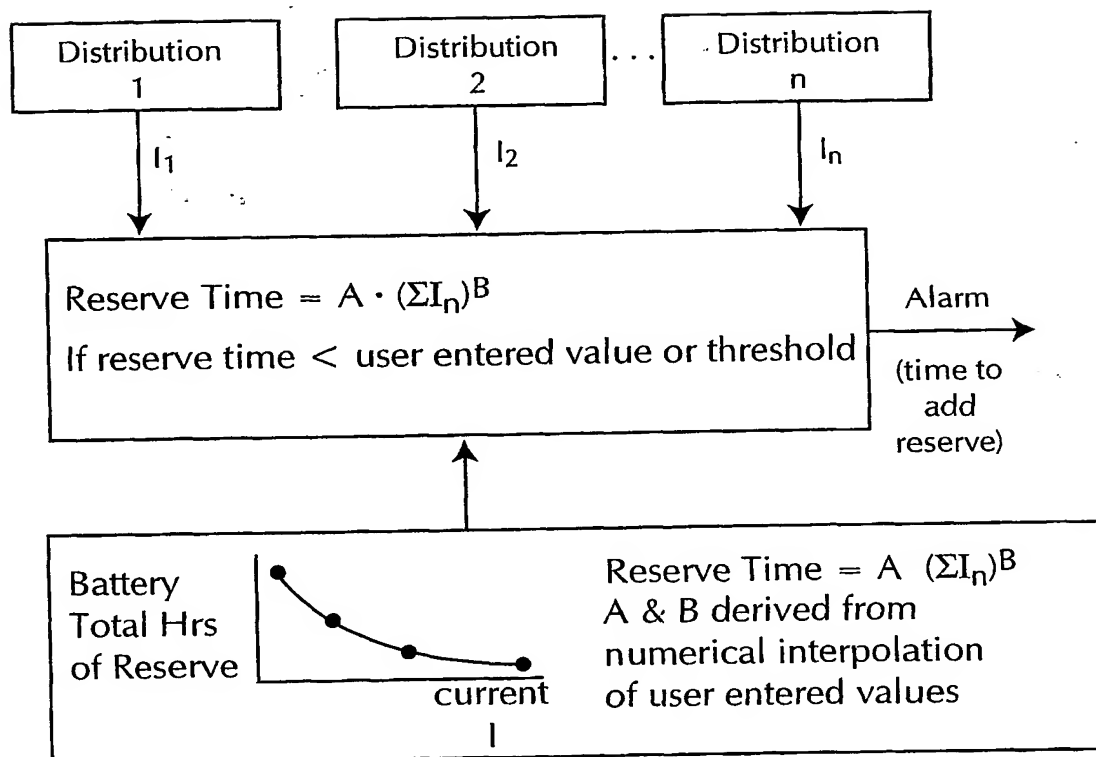 Distribution
1
Distribution
2
...
Distribution
n
I₁
I₂
Iₙ
Reserve Time = A · (ΣIₙ)ᴮ
If reserve time < user entered value or threshold
Alarm
(time to
add
reserve)
Battery
Total Hrs
of Reserve
current
I
Reserve Time = A (ΣIₙ)ᴮ
A & B derived from
numerical interpolation
of user entered values